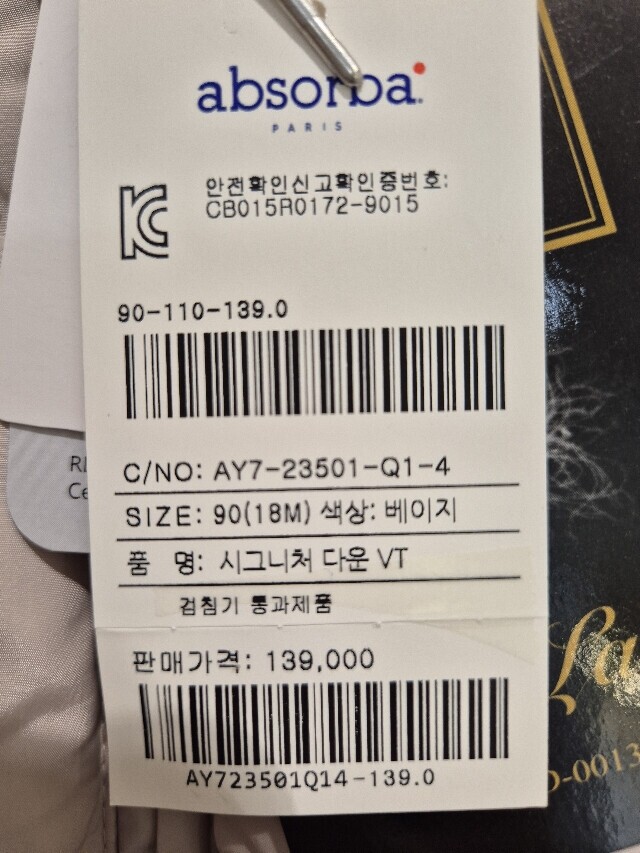 absorba.
PARIS
안전확인신고확인증번호:
CB015R0172-9015
90-110-139.0
C/NO: AY7-23501-Q1-4
SIZE: 90(18M) 색상: 베이지
품 명: 시그니처 다운 VT
검침기 통과제품
판매가격: 139,000
AY723501Q14-139.0
La
-0013